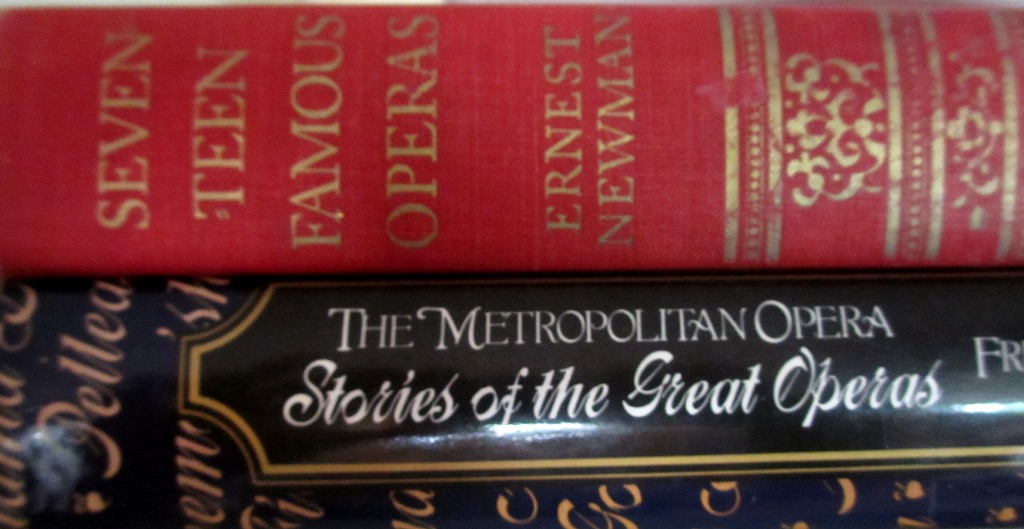 SEVEN
TEEN
FAMOUS
OPERAS
ERNEST
NEWMAN
THE METROPOLITAN OPERA
Stories of the Great Operas